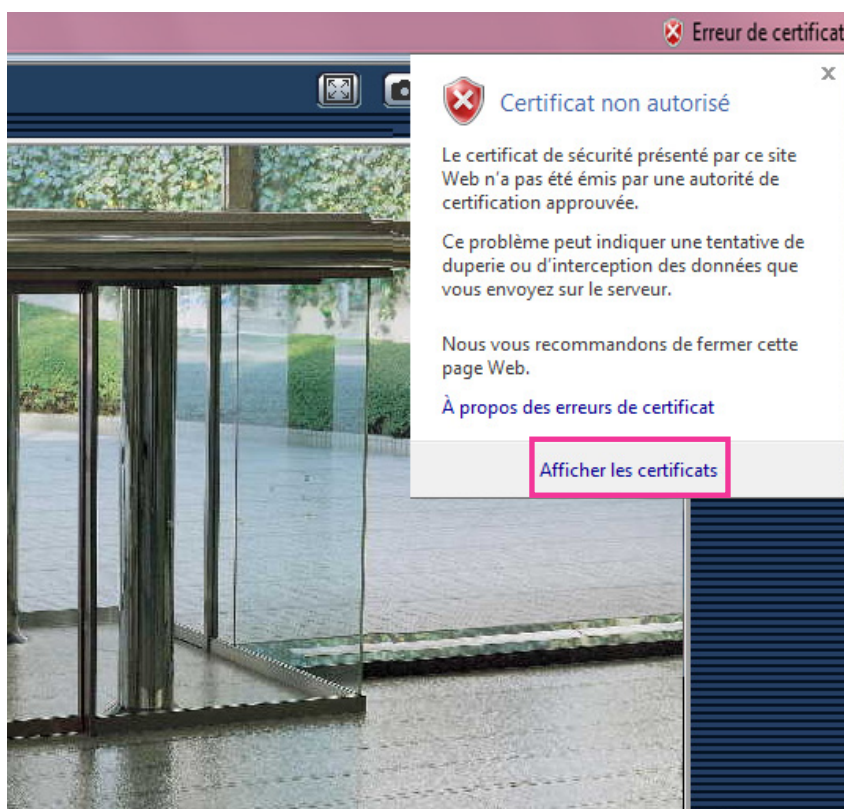 Erreur de certificat
x
Certificat non autorisé
Le certificat de sécurité présenté par ce site
Web n'a pas été émis par une autorité de
certification approuvée.
Ce problème peut indiquer une tentative de
duperie ou d'interception des données que
vous envoyez sur le serveur.
Nous vous recommandons de fermer cette
page Web.
À propos des erreurs de certificat
Afficher les certificats